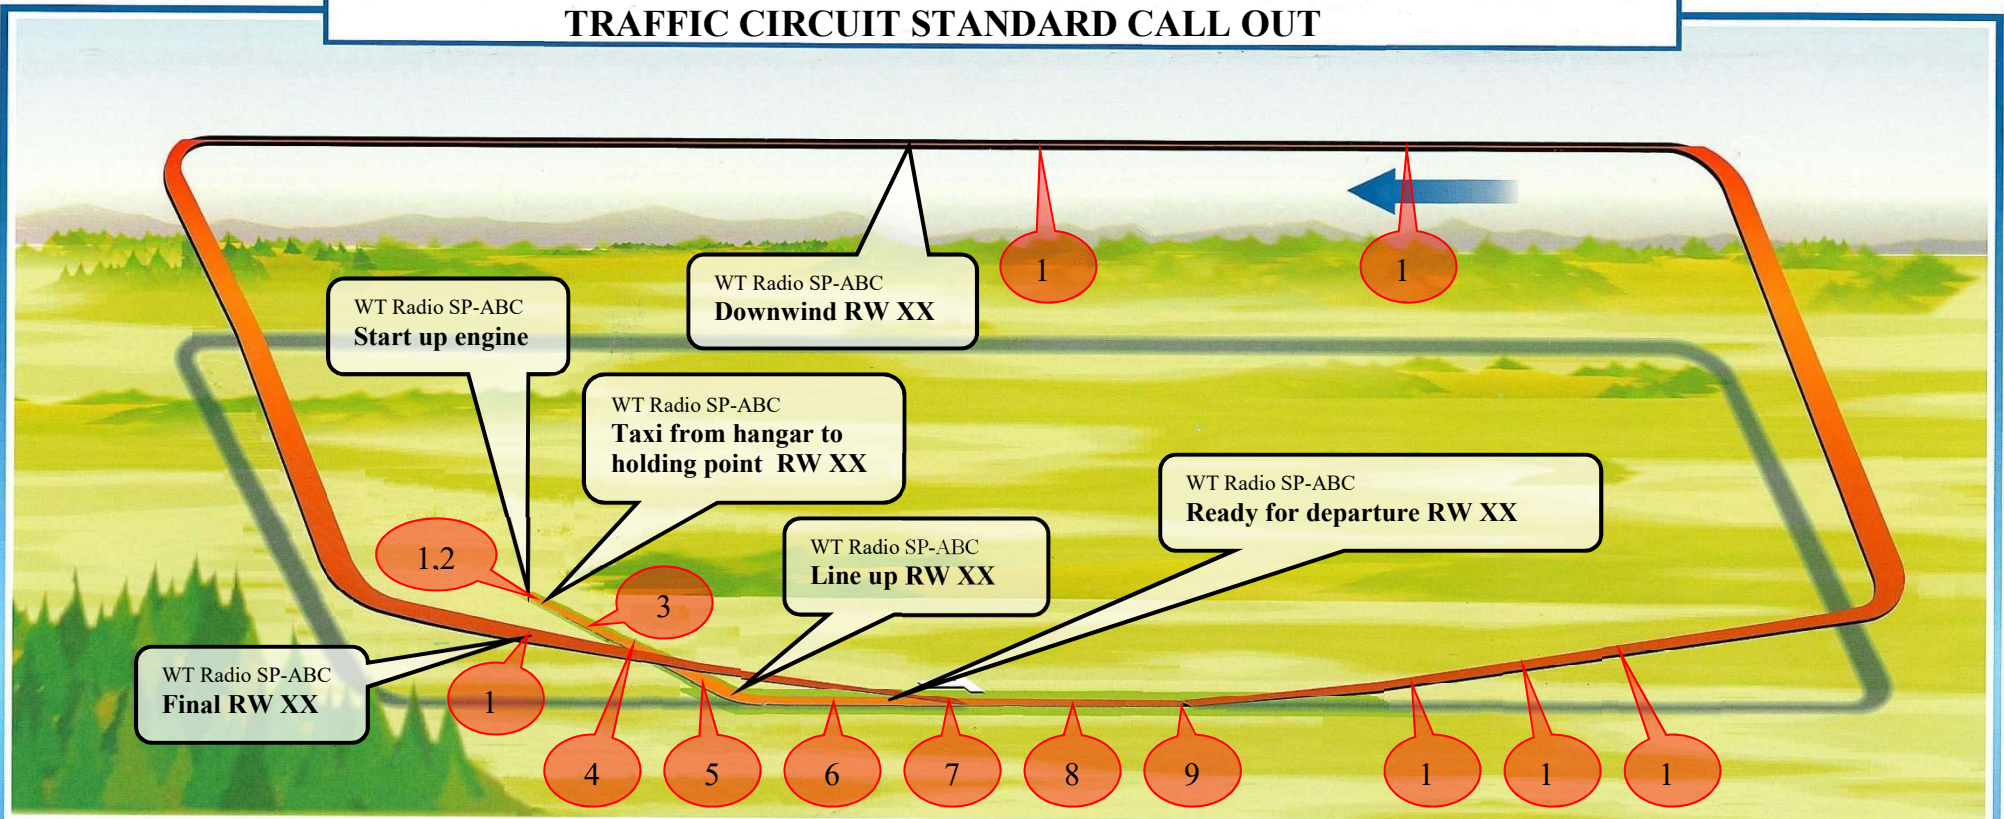 TRAFFIC CIRCUIT STANDARD CALL OUT
1
1
WT Radio SP-ABC
Downwind RW XX
WT Radio SP-ABC
Start up engine
WT Radio SP-ABC
Taxi from hangar to
holding point RW XX
WT Radio SP-ABC
Ready for departure RW XX
WT Radio SP-ABC
Line up RW XX
1,2
3
WT Radio SP-ABC
Final RW XX
1
4
5
6
7
8
9
1
1
1